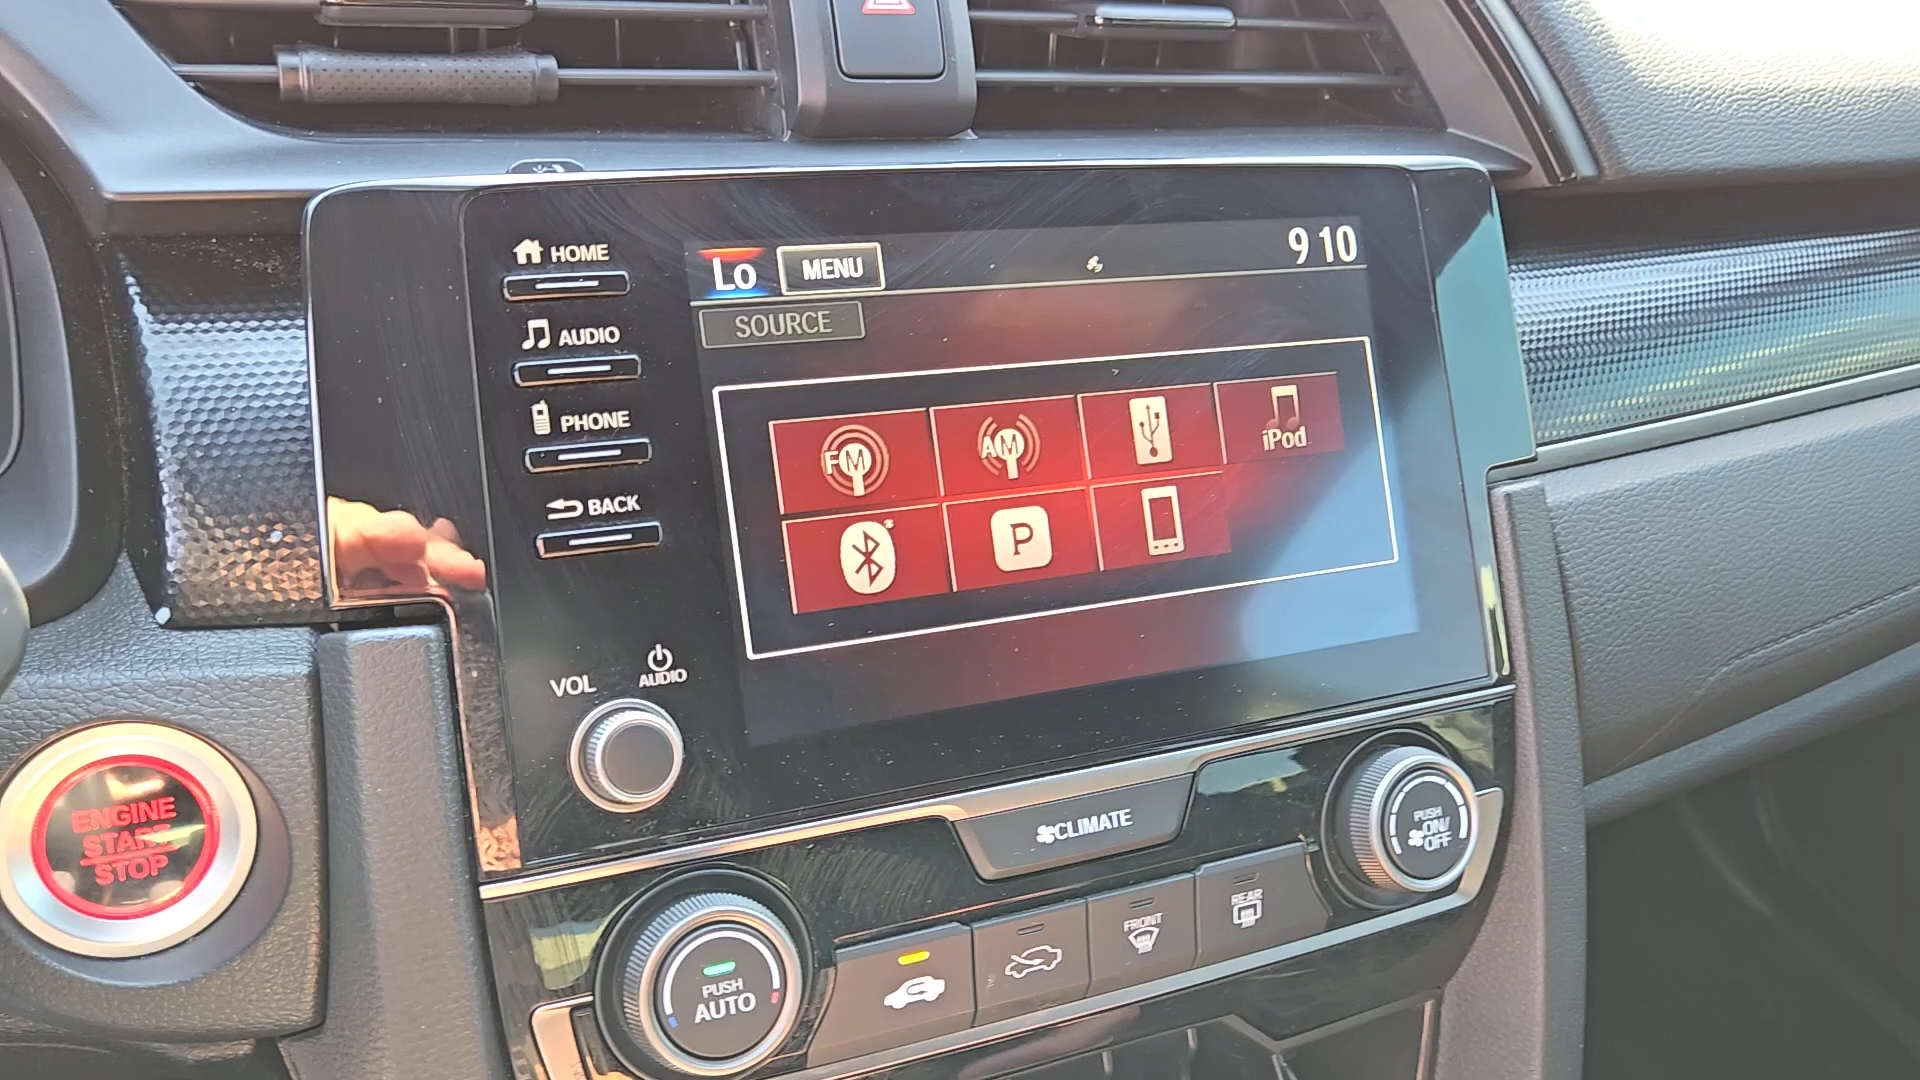 HOME
AUDIO
PHONE
BACK
VOL
AUDIO
Lo
MENU
9 10
SOURCE
FM
AM
iPod
P
ENGINE
START
STOP
CLIMATE
PUSH
ON/
OFF
PUSH
AUTO
FRONT
REAR